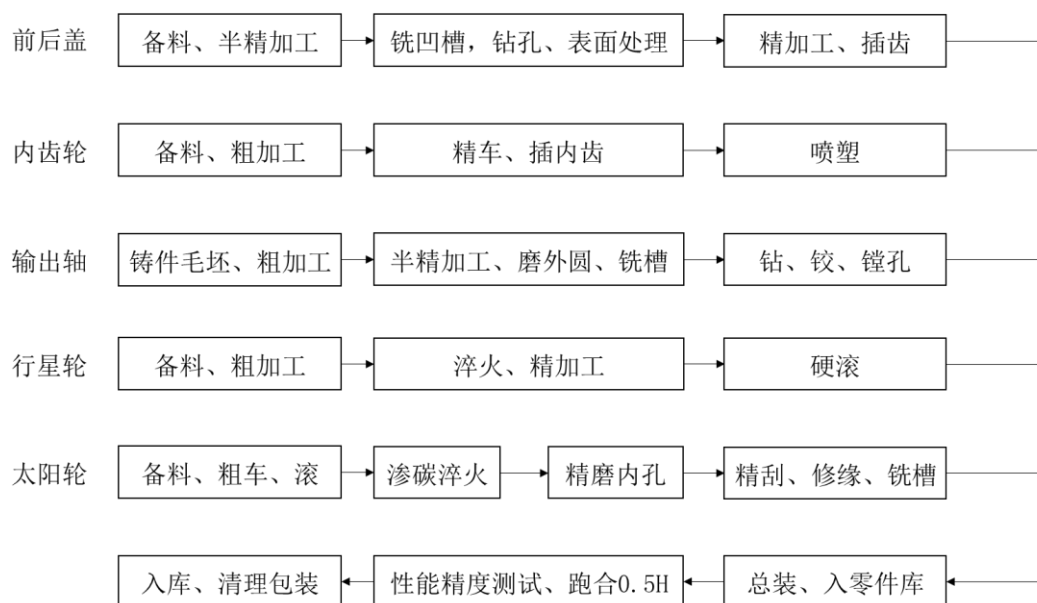 前后盖 备料、半精加工 铣凹槽，钻孔、表面处理 精加工、插齿
内齿轮 备料、粗加工 精车、插内齿 喷塑
输出轴 铸件毛坯、粗加工 半精加工、磨外圆、铣槽 钻、铰、镗孔
行星轮 备料、粗加工 淬火、精加工 硬滚
太阳轮 备料、粗车、滚 渗碳淬火 精磨内孔 精刮、修缘、铣槽
入库、清理包装 性能精度测试、跑合0.5H 总装、入零件库